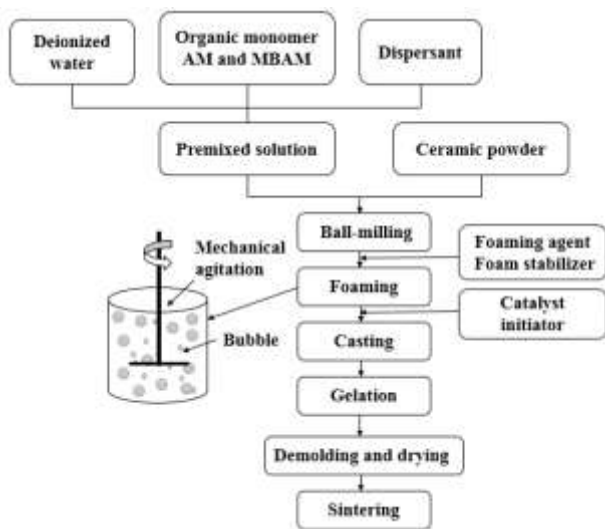 Deionized
water
Organic monomer
AM and MBAM
Dispersant
Premixed solution
Ceramic powder
Ball-milling
Mechanical
agitation
Foaming agent
Foam stabilizer
Foaming
Catalyst
initiator
Bubble
Casting
Gelation
Demolding and drying
Sintering